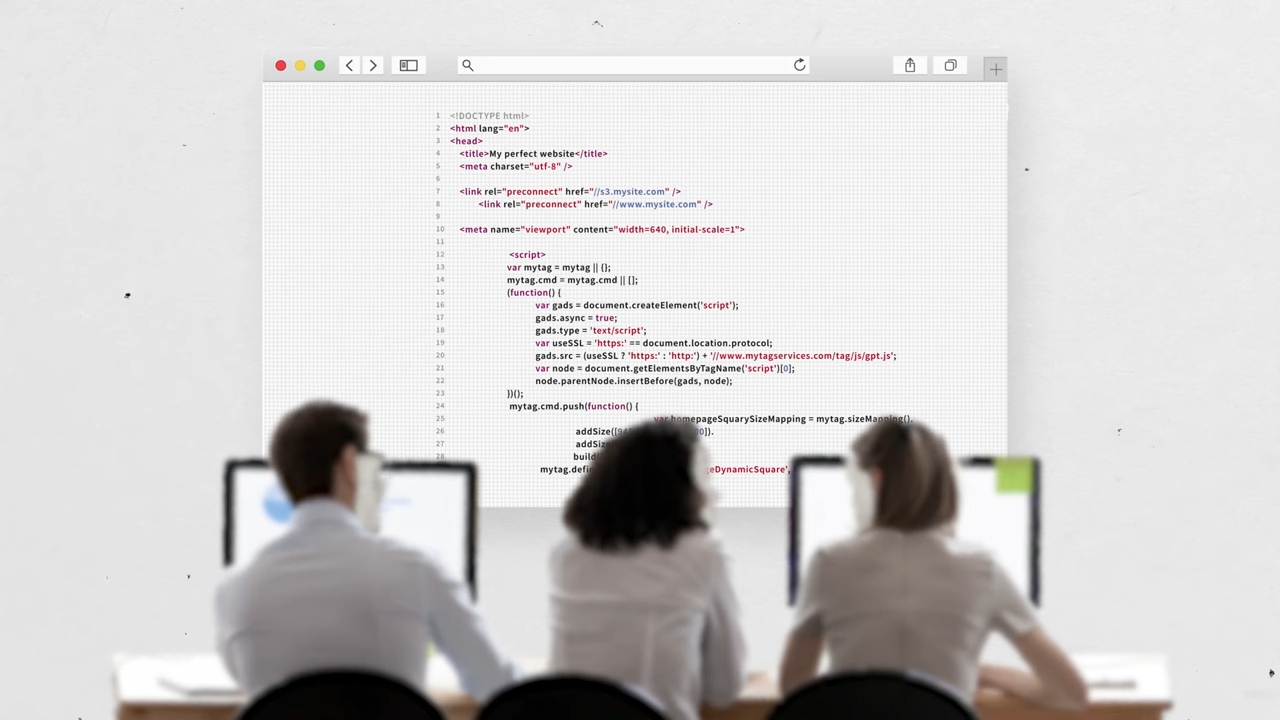 1 <!DOCTYPE html>
2 <html lang="en">
3 <head>
4 <title>My perfect website</title>
5 <meta charset="utf-8" />
6
7 <link rel="preconnect" href="//s3.mysite.com" />
8 <link rel="preconnect" href="//www.mysite.com" />
9
10 <meta name="viewport" content="width=640, initial-scale=1">
11
12 <script>
13 var mytag = mytag || {};
14 mytag.cmd = mytag.cmd || [];
15 (function() {
16 var gads = document.createElement('script');
17 gads.async = true;
18 gads.type = 'text/script';
19 var useSSL = 'https:' == document.location.protocol;
20 gads.src = (useSSL ? 'https:' : 'http:') + '//www.mytagservices.com/tag/js/gpt.js';
21 var node = document.getElementsByTagName('script')[0];
22 node.parentNode.insertBefore(gads, node);
23 })();
24 mytag.cmd.push(function() {
25 var homepageSquarySizeMapping = mytag.sizeMapping().
26 addSize(
27
28